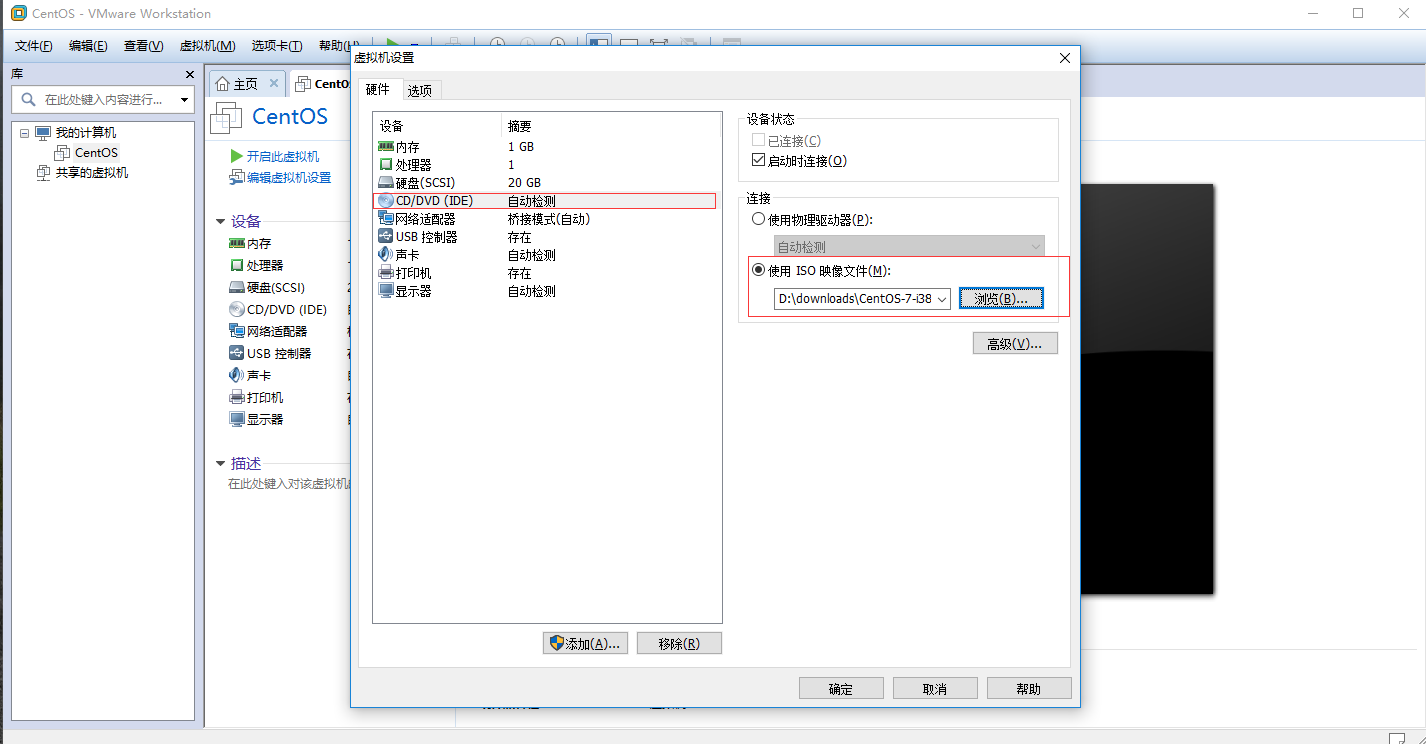 CentOS - VMware Workstation
文件(F) 编辑(E) 查看(V) 虚拟机(M) 选项卡(T) 帮助(H)
库
在此处键入内容进行...
我的计算机
CentOS
共享的虚拟机
主页
CentO
CentOS
开启此虚拟机
编辑虚拟机设置
设备
内存
处理器
硬盘(SCSI)
CD/DVD (IDE)
网络适配器
USB 控制器
声卡
打印机
显示器
描述
在此处键入对该虚拟机
虚拟机设置
硬件 选项
设备 摘要
内存 1 GB
处理器 1
硬盘(SCSI) 20 GB
CD/DVD (IDE) 自动检测
网络适配器 桥接模式(自动)
USB 控制器 存在
声卡 自动检测
打印机 存在
显示器 自动检测
添加(A)... 移除(R)
设备状态
已连接(C)
启动时连接(O)
连接
使用物理驱动器(P):
自动检测
使用 ISO 映像文件(M):
D:\downloads\CentOS-7-i38 浏览(B)...
高级(V)...
确定 取消 帮助